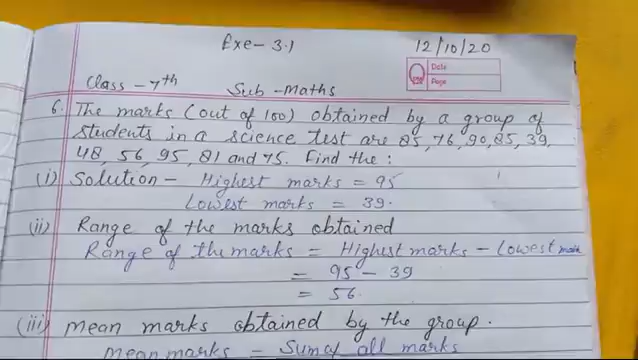 Exe - 3.1
12/10/20
Date
Page
Class - 7th Sub - Maths
6. The marks (out of 100) obtained by a group of
students in a science test are 85, 76, 90, 85, 39,
48, 56, 95, 81 and 75. Find the :
(i) Solution - Highest marks = 95
Lowest marks = 39.
(ii) Range of the marks obtained
Range of the marks = Highest marks - Lowest marks
= 95 - 39
= 56.
(iii) Mean marks obtained by the group.
Mean marks = Sum of all marks